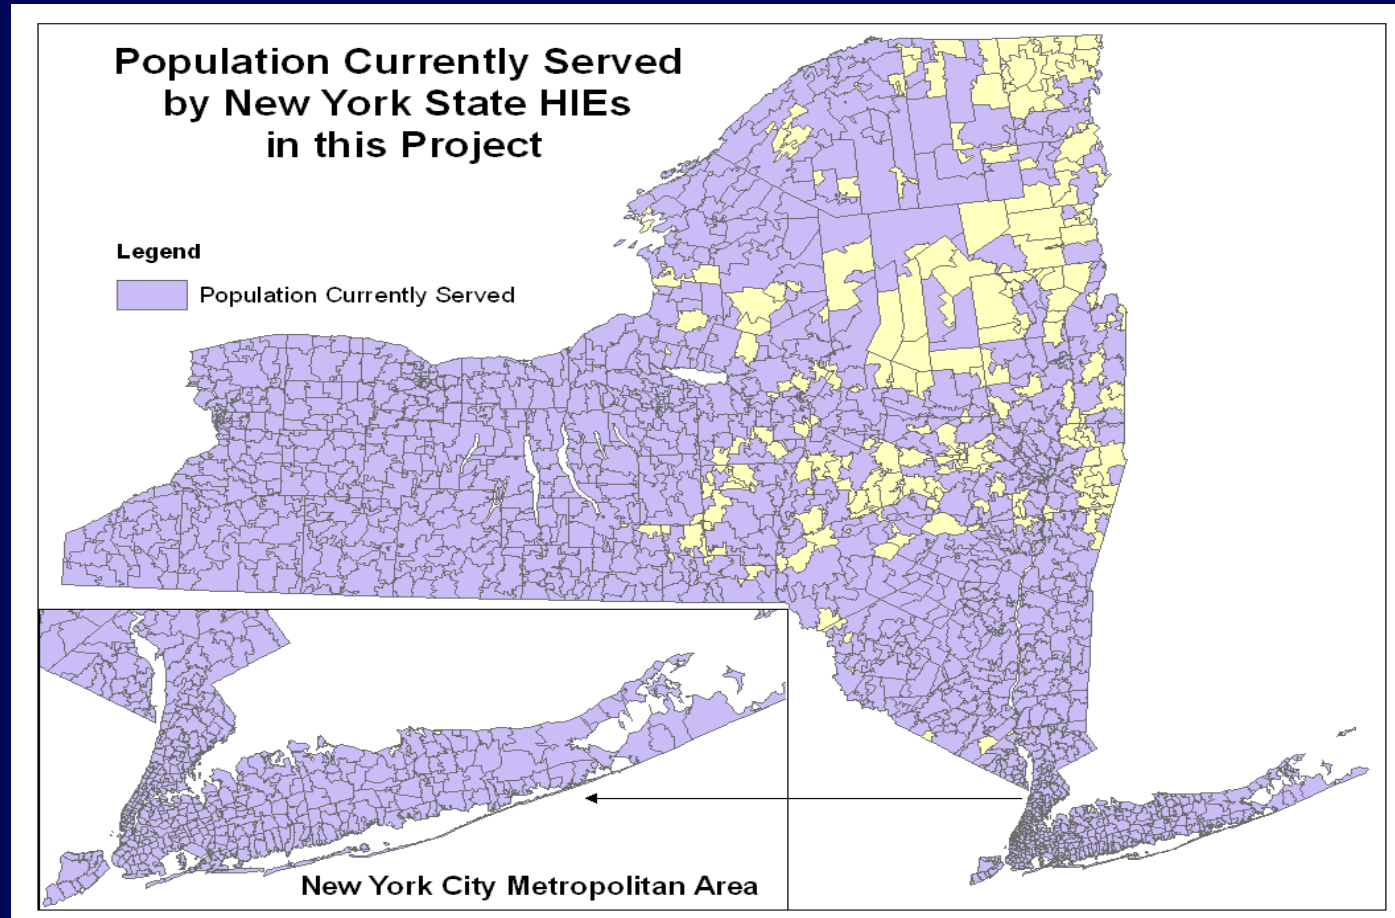 Population Currently Served
by New York State HIEs
in this Project
Legend
Population Currently Served
New York City Metropolitan Area